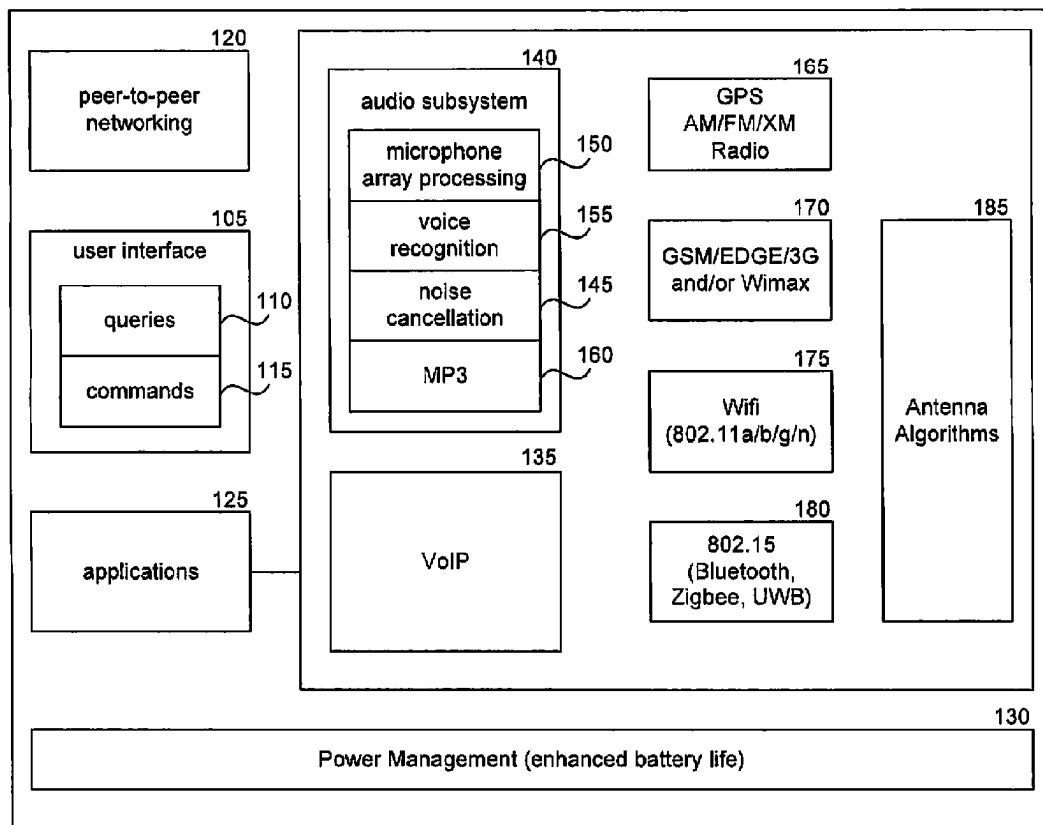 120
peer-to-peer
networking
105
user interface
queries
110
commands
115
125
applications
140
audio subsystem
microphone
array processing
150
voice
recognition
155
noise
cancellation
145
MP3
160
135
VoIP
165
GPS
AM/FM/XM
Radio
170
GSM/EDGE/3G
and/or Wimax
175
Wifi
(802.11a/b/g/n)
180
802.15
(Bluetooth,
Zigbee, UWB)
185
Antenna
Algorithms
130
Power Management (enhanced battery life)